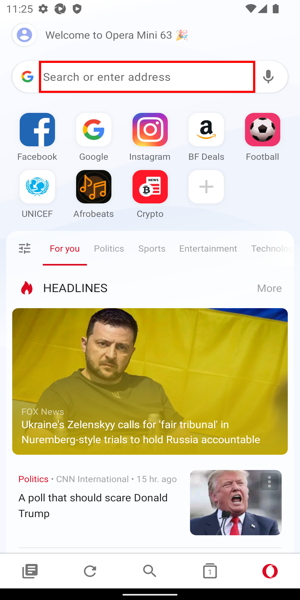 11:25
Welcome to Opera Mini 63 🎉
Search or enter address
Facebook
Google
Instagram
BF Deals
Football
UNICEF
Afrobeats
Crypto
For you
Politics
Sports
Entertainment
Technolo
HEADLINES
More
FOX News
Ukraine's Zelenskyy calls for 'fair tribunal' in
Nuremberg-style trials to hold Russia accountable
Politics • CNN International • 15 hr. ago
A poll that should scare Donald
Trump
1